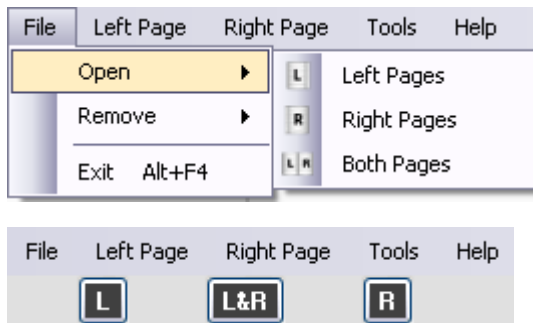 File Left Page Right Page Tools Help
Open L Left Pages
Remove R Right Pages
Exit Alt+F4 L R Both Pages
File Left Page Right Page Tools Help
L L&R R